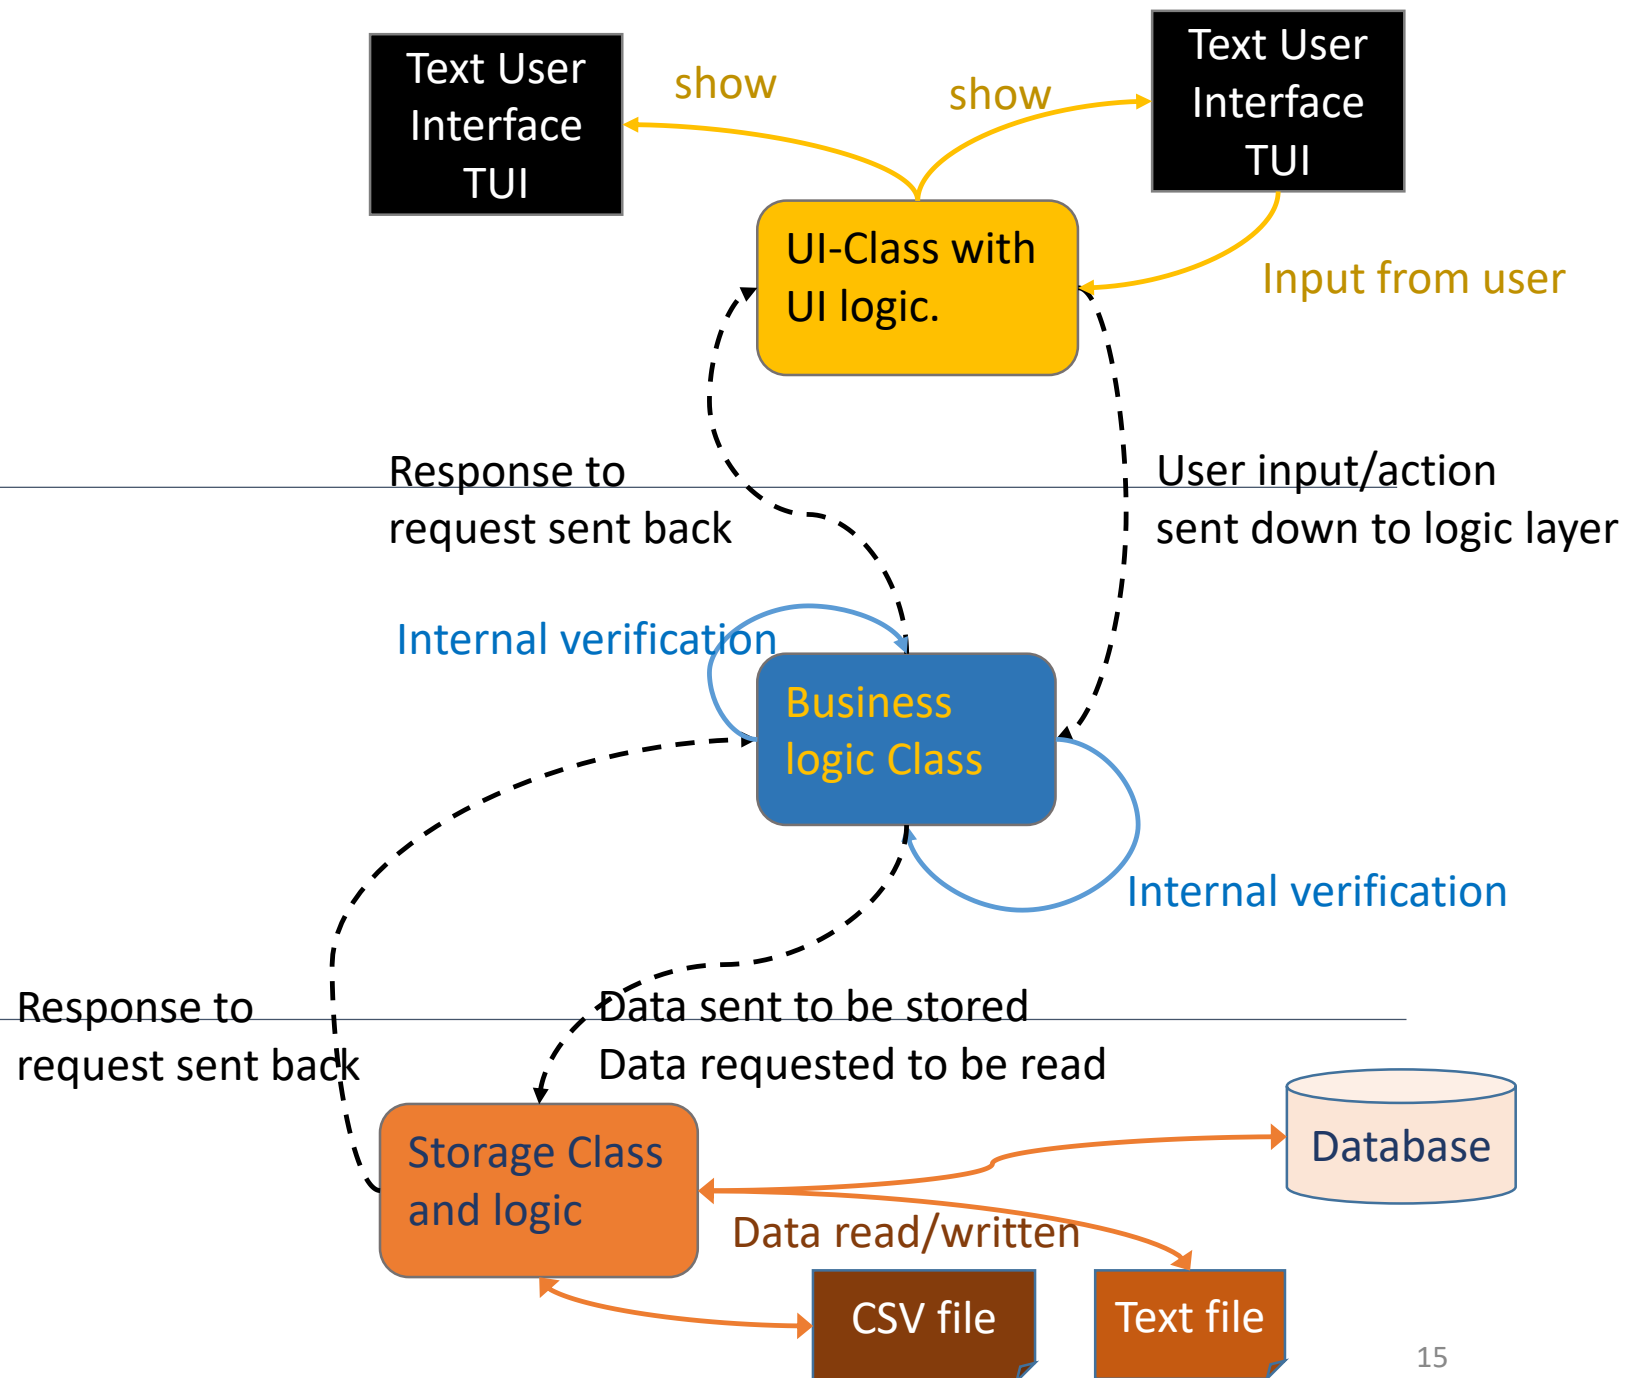 Text User
Interface
TUI
show
show
Text User
Interface
TUI
UI-Class with
UI logic.
Input from user
Response to
request sent back
User input/action
sent down to logic layer
Internal verification
Business
logic Class
Internal verification
Response to
request sent back
Data sent to be stored
Data requested to be read
Storage Class
and logic
Database
Data read/written
CSV file
Text file
15